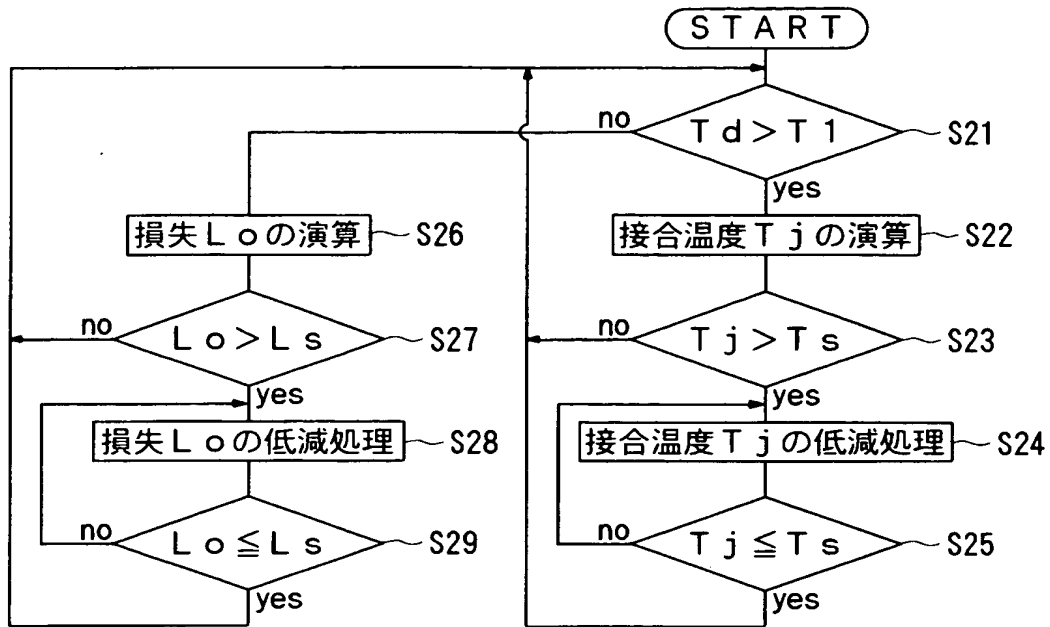 START
no
Td>T1
S21
yes
損失Loの演算
S26
接合温度Tjの演算
S22
no
Lo>Ls
S27
no
Tj>Ts
S23
yes
yes
損失Loの低減処理
S28
接合温度Tjの低減処理
S24
no
Lo≦Ls
S29
no
Tj≦Ts
S25
yes
yes